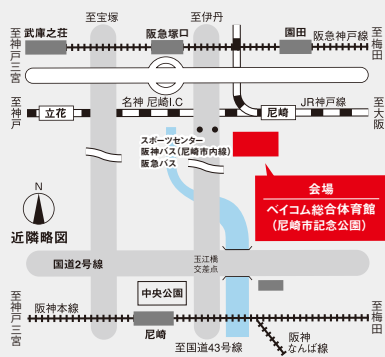 至宝塚
至伊丹
武庫之荘
阪急塚口
園田
阪急神戸線
至神戸三宮
至梅田
名神 尼崎I.C
JR神戸線
至神戸
立花
尼崎
至大阪
スポーツセンター
阪神バス(尼崎市内線)
阪急バス
会場
ベイコム総合体育館
(尼崎市記念公園)
N
近隣略図
国道2号線
玉江橋
交差点
中央公園
至神戸三宮
阪神本線
尼崎
至国道43号線
阪神
なんば線
至梅田